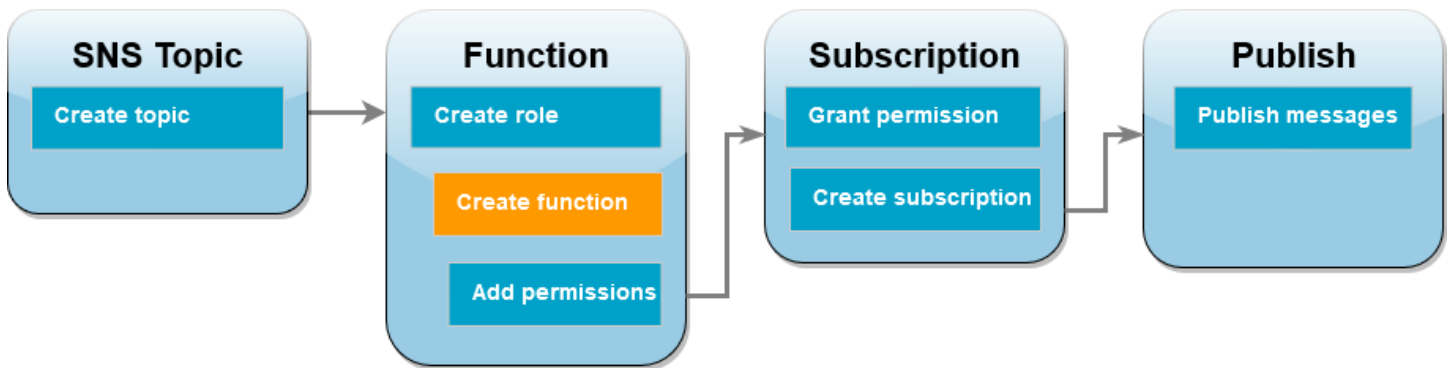 SNS Topic
Create topic
Function
Create role
Create function
Add permissions
Subscription
Grant permission
Create subscription
Publish
Publish messages